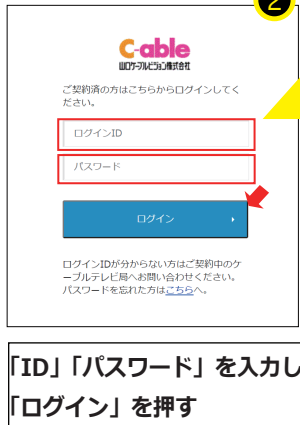 2
C-able
山口ケーブルビジョン株式会社
ご契約済の方はこちらからログインしてく
ださい。
ログインID
パスワード
ログイン
ログインIDが分からない方はご契約中のケ
ーブルテレビ局へお問い合わせください。
パスワードを忘れた方はこちらへ。
「ID」「パスワード」を入力し
「ログイン」を押す